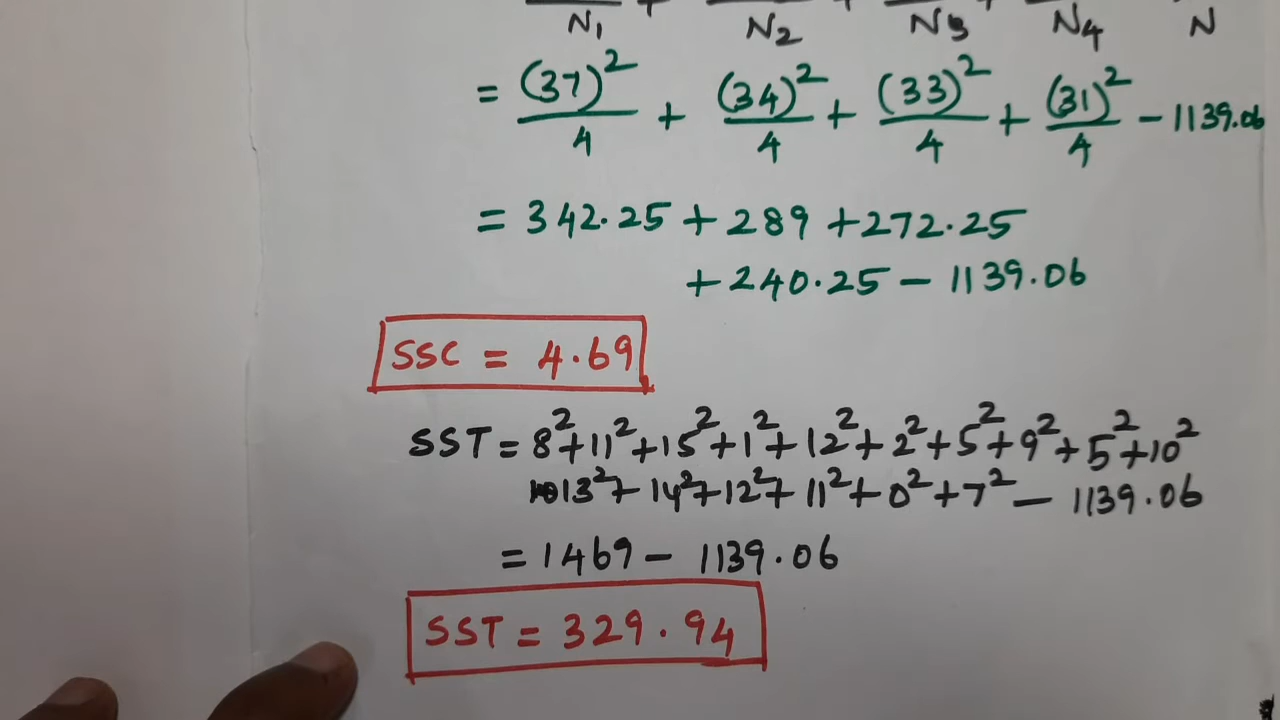 N₁ + N₂ + N₃ + N₄ N
= (37)²/4 + (34)²/4 + (33)²/4 + (31)²/4 - 1139.06
= 342.25 + 289 + 272.25
+ 240.25 - 1139.06
SSC = 4.69
SST = 8² + 11² + 15² + 1² + 12² + 2² + 5² + 9² + 5² + 10²
13² + 14² + 12² + 11² + 0² + 7² - 1139.06
= 1469 - 1139.06
SST = 329.94